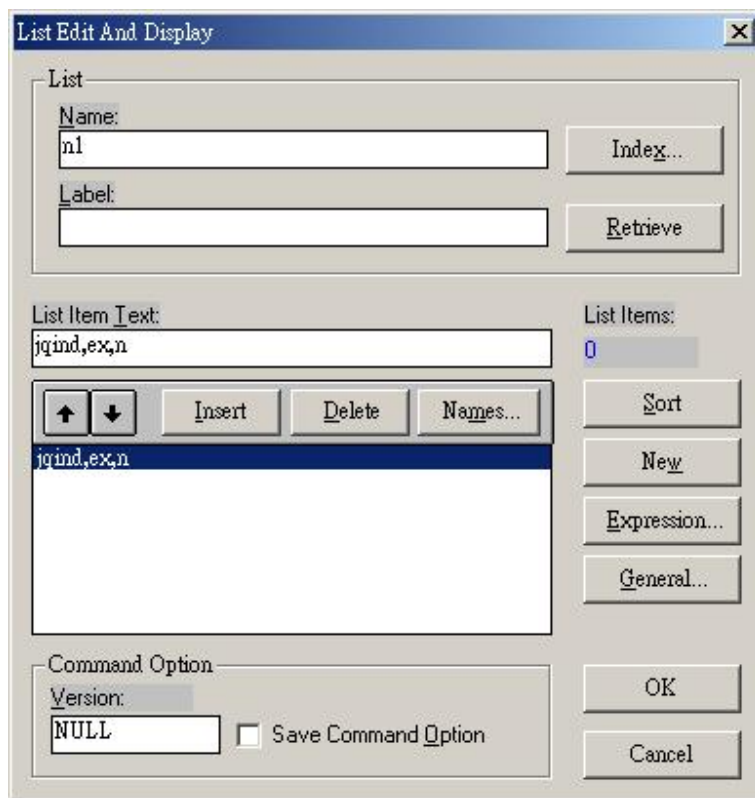 List Edit And Display
List
Name:
n1
Index...
Label:
Retrieve
List Item Text:
jqind,ex,n
List Items:
0
Insert
Delete
Names...
Sort
jqind,ex,n
New
Expression...
General...
Command Option
Version:
NULL
Save Command Option
OK
Cancel